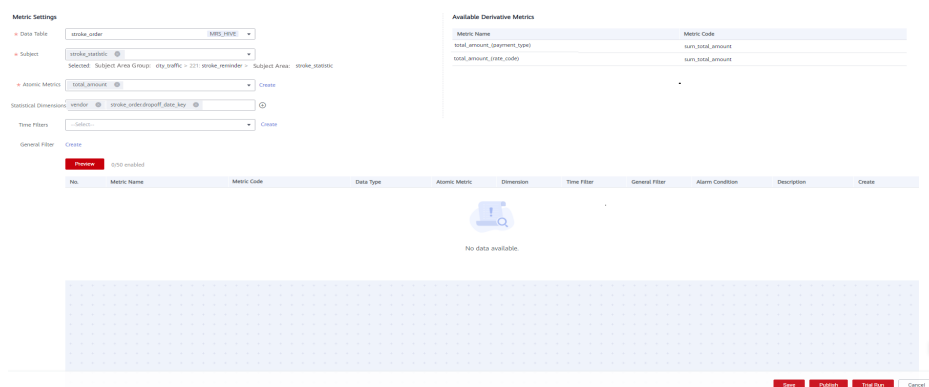 Metric Settings
* Data Table stroke_order MRS_HIVE
* Subject stroke_statistic
Selected: Subject Area Group: city_traffic > 221: stroke_reminder >: Subject Area: stroke_statistic
* Atomic Metrics total_amount Create
Statistical Dimensions vendor stroke_order.dropoff_date_key
Time Filters --Select-- Create
General Filter Create
Preview 0/50 enabled
Available Derivative Metrics
Metric Name Metric Code
total_amount_(payment_type) sum_total_amount
total_amount_(rate_code) sum_total_amount
No. Metric Name Metric Code Data Type Atomic Metric Dimension Time Filter General Filter Alarm Condition Description Create
No data available.
Save Publish Trial Run Cancel